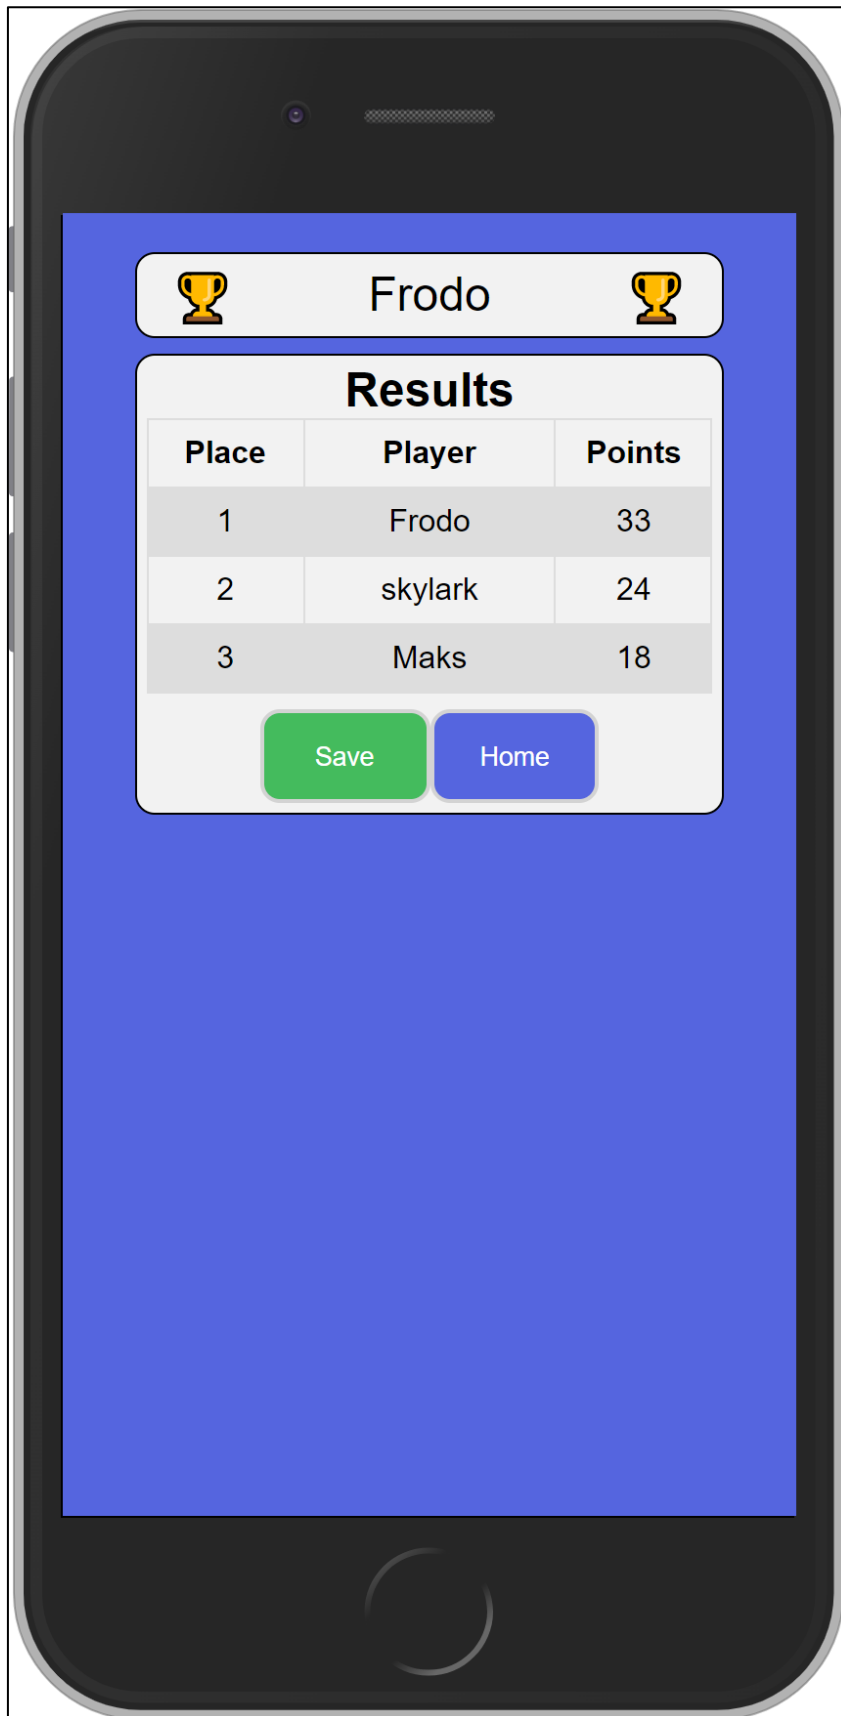 Frodo
Results
Place Player Points
1 Frodo 33
2 skylark 24
3 Maks 18
Save Home